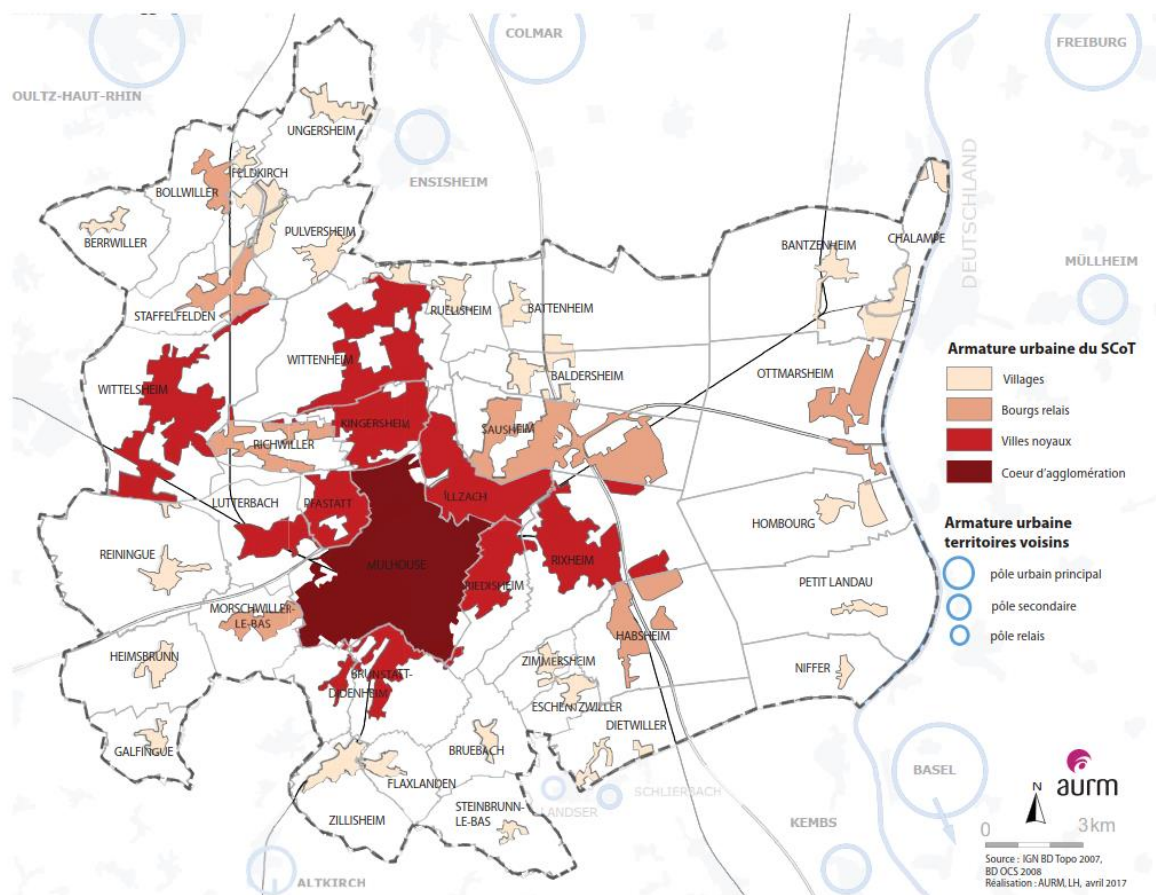 COLMAR
FREIBURG
OULTZ-HAUT-RHIN
UNGERSHEIM
DEUTSCHLAND
FELDKIRCH
BOLLWILLER
ENSISHEIM
BERRWILLER
PULVERSHEIM
BANTZENHEIM
CHALAMPE
MÜLLHEIM
STAFFELFELDEN
RUELISHEIM
BATTENHEIM
WITTENHEIM
WITTELSHEIM
BALDERSHEIM
OTTMARSHEIM
Armature urbaine du SCoT
Villages
Bourgs relais
Villes noyaux
Coeur d'agglomération
KINGERSHEIM
SAUSHEIM
RICHWILLER
LUTTERBACH
PFASTATT
ILLZACH
HOMBOURG
Armature urbaine
territoires voisins
pôle urbain principal
pôle secondaire
pôle relais
REININGUE
MULHOUSE
RIEDISHEIM
RIXHEIM
PETIT LANDAU
MORSCHWILLER-
LE-BAS
HABSHEIM
HEIMSBRUNN
ZIMMERSHEIM
NIFFER
BRUNSTATT-
DIDENHEIM
ESCHENTZWILLER
DIETWILLER
GALFINGUE
BRUEBACH
FLAXLANDEN
BASEL
SCHLIERBACH
LANDSER
STEINBRUNN-
LE-BAS
ZILLISHEIM
KEMBS
ALTKIRCH
N
aurm
0 3 km
Source : IGN BD Topo 2007,
BD OCS 2008
Réalisation : AURM, LH, avril 2017